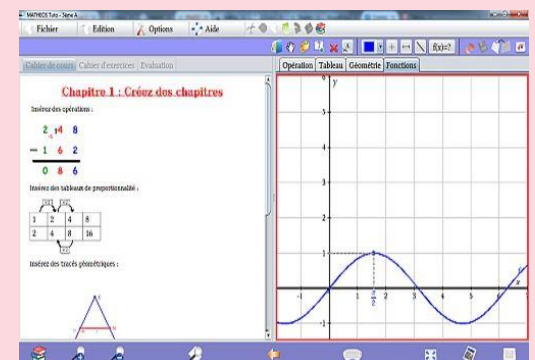 MATHEOS Tuto - 5ème A
Fichier Edition Options Aide
f(x)=?
Cahier de cours Cahier d'exercices Evaluation
Opération Tableau Géométrie Fonctions
Chapitre 1 : Créez des chapitres
Insérez des opérations :
2 14 8
- 1 6 2
0 8 6
Insérez des tableaux de proportionnalité :
1 2 4 8
2 4 8 16
Insérez des tracés géométriques :
y
5
4
3
2
1
-1
-1 1 2 3 4 5 6
π/2
x